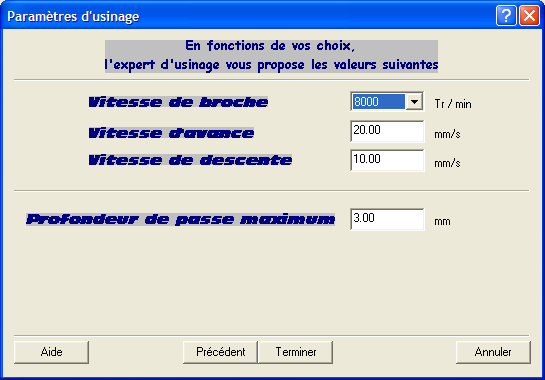 Paramètres d'usinage
En fonctions de vos choix,
l'expert d'usinage vous propose les valeurs suivantes
Vitesse de broche 8000 Tr / min
Vitesse d'avance 20.00 mm/s
Vitesse de descente 10.00 mm/s
Profondeur de passe maximum 3.00 mm
Aide Précédent Terminer Annuler